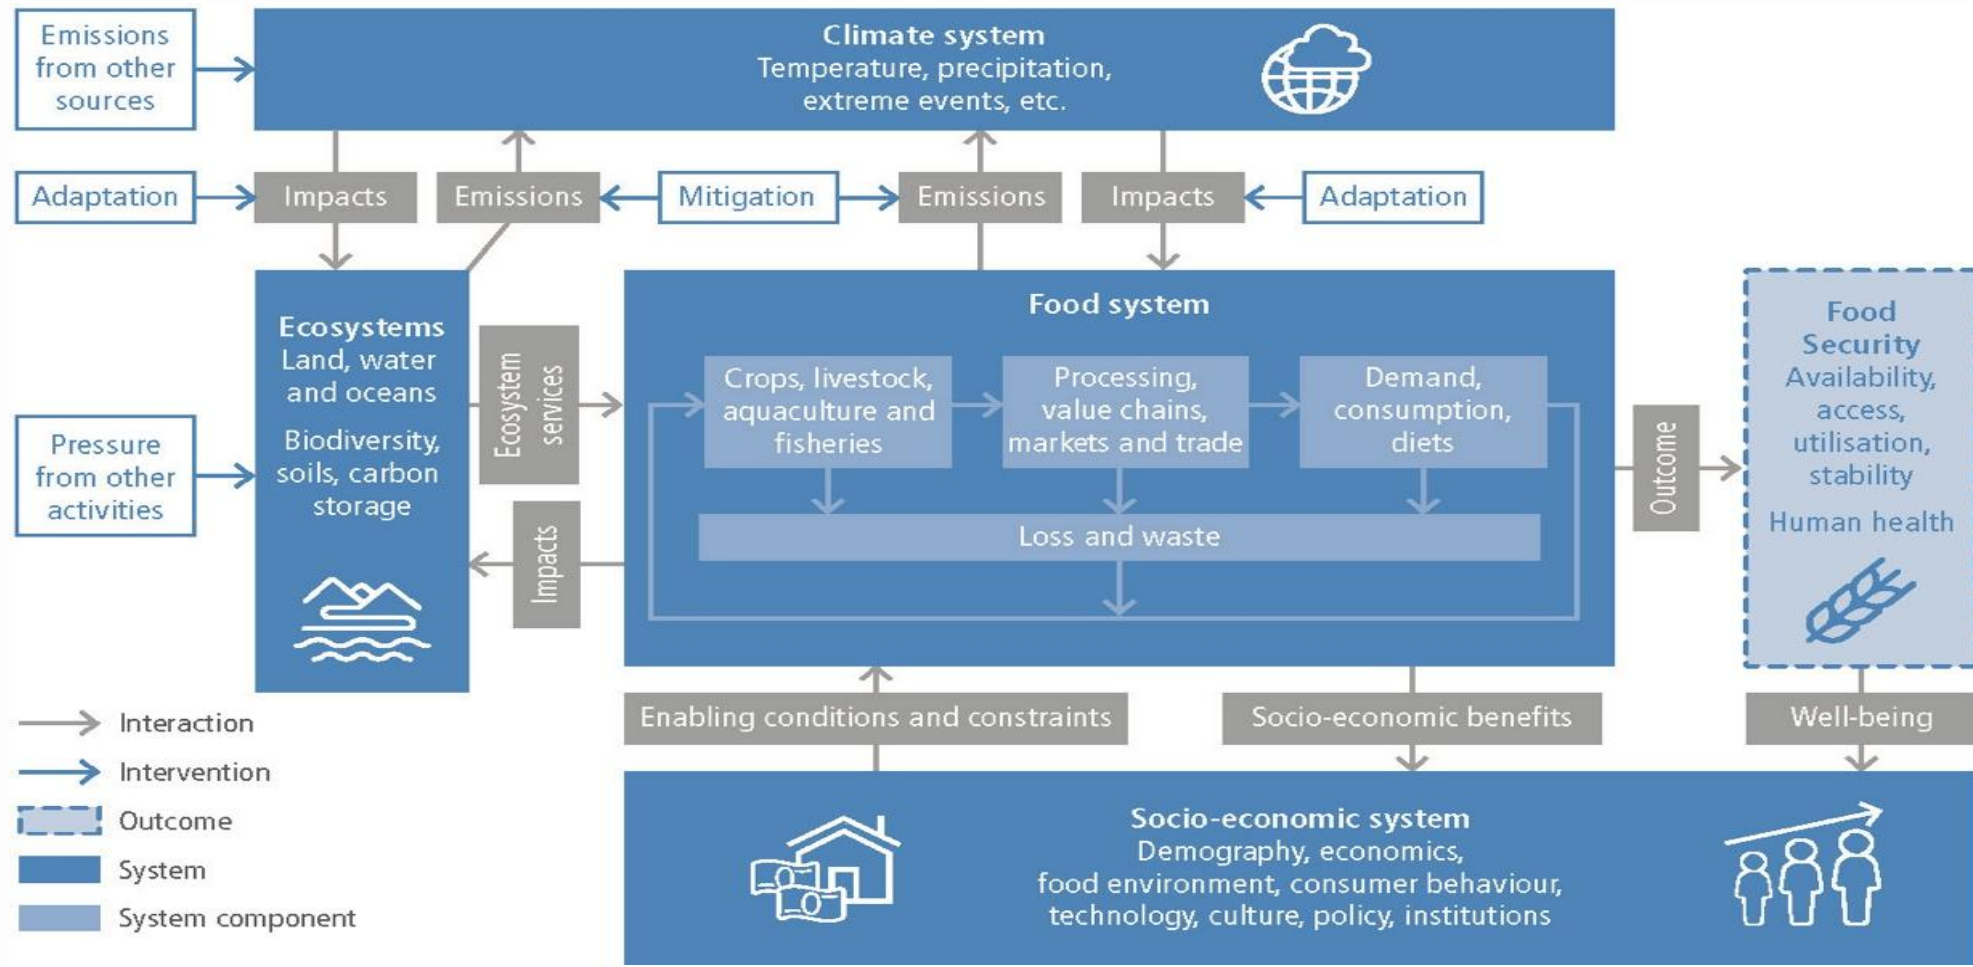 Emissions
from other
sources
Climate system
Temperature, precipitation,
extreme events, etc.
Adaptation
Impacts
Emissions
Mitigation
Emissions
Impacts
Adaptation
Ecosystems
Land, water
and oceans
Biodiversity,
soils, carbon
storage
Pressure
from other
activities
Ecosystem
services
Impacts
Food system
Crops, livestock,
aquaculture and
fisheries
Processing,
value chains,
markets and trade
Demand,
consumption,
diets
Loss and waste
Outcome
Food
Security
Availability,
access,
utilisation,
stability
Human health
Enabling conditions and constraints
Socio-economic benefits
Well-being
Interaction
Intervention
Outcome
System
System component
Socio-economic system
Demography, economics,
food environment, consumer behaviour,
technology, culture, policy, institutions